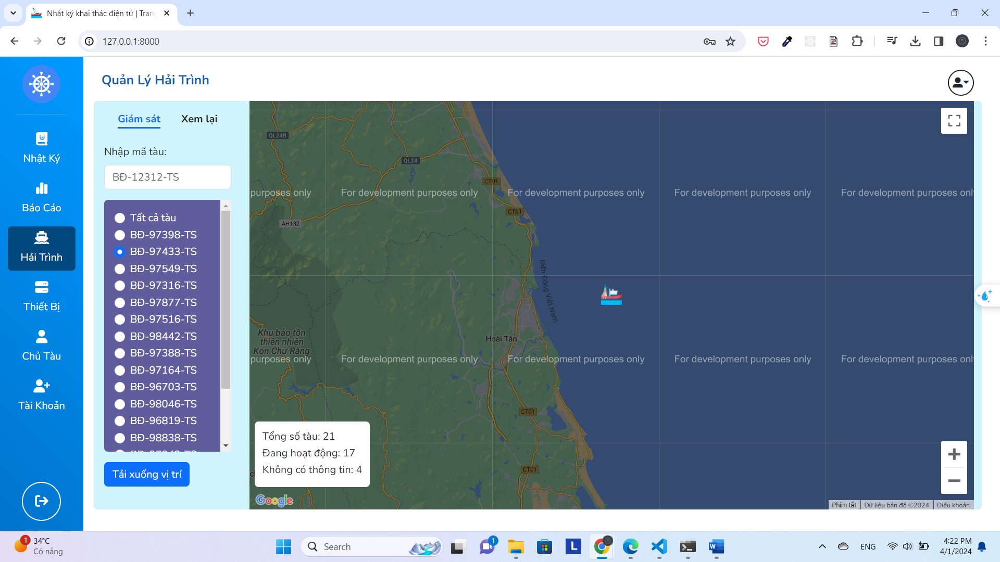 Nhật ký khai thác điện tử | Trang
127.0.0.1:8000
Quản Lý Hải Trình
Nhật Ký
Báo Cáo
Hải Trình
Thiết Bị
Chủ Tàu
Tài Khoản
Giám sát
Xem lại
Nhập mã tàu:
BĐ-12312-TS
Tất cả tàu
BĐ-97398-TS
BĐ-97433-TS
BĐ-97549-TS
BĐ-97316-TS
BĐ-97877-TS
BĐ-97516-TS
BĐ-98442-TS
BĐ-97388-TS
BĐ-97164-TS
BĐ-96703-TS
BĐ-98046-TS
BĐ-96819-TS
BĐ-98838-TS
Tải xuống vị trí
QL24B
QL24
CT01
purposes only
For development purposes only
For development purposes only
For development purposes only
For development purposes only
CT01
AH132
Biển Đông Việt Nam
Khu bảo tồn
thiên nhiên
Kon Chư Răng
Hoài Tân
purposes only
For development purposes only
For development purposes only
For development purposes only
For development purposes only
CT01
CT01
Tổng số tàu: 21
Đang hoạt động: 17
Không có thông tin: 4
Google
Phím tắt
Dữ liệu bản đồ ©2024
Điều khoản
1
34°C
Có nắng
Search
1
L
W
ENG
4:22 PM
4/1/2024